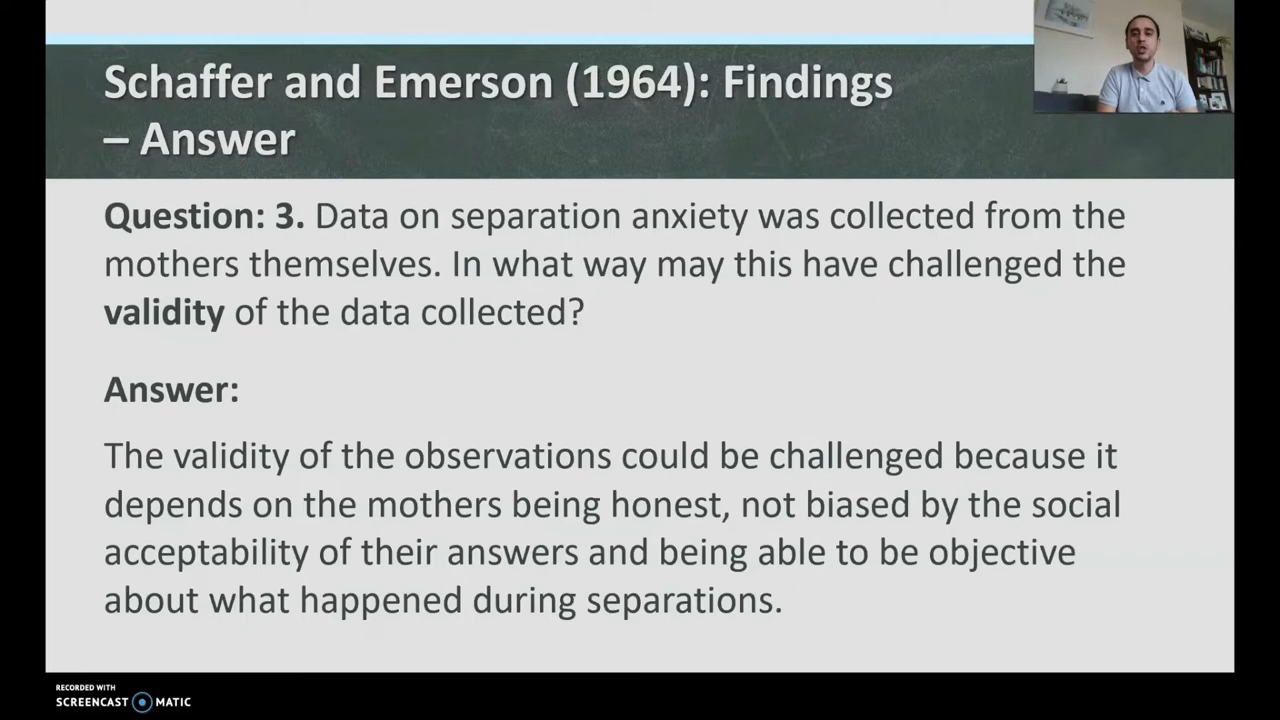 Schaffer and Emerson (1964): Findings
– Answer
Question: 3. Data on separation anxiety was collected from the
mothers themselves. In what way may this have challenged the
validity of the data collected?
Answer:
The validity of the observations could be challenged because it
depends on the mothers being honest, not biased by the social
acceptability of their answers and being able to be objective
about what happened during separations.
RECORDED WITH
SCREENCAST MATIC